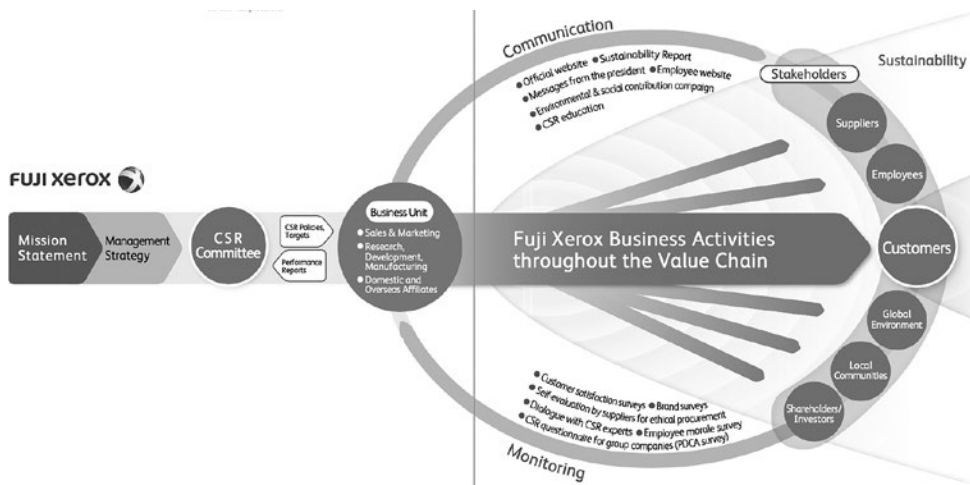 Communication
Official website
Sustainability Report
Messages from the president
Employee website
Environmental & social contribution campaign
CSR education
Stakeholders
Sustainability
Suppliers
Employees
FUJI xerox
Mission
Statement
Management
Strategy
CSR
Committee
CSR Policies,
Targets
Performance
Reports
Business Unit
Sales & Marketing
Research,
Development,
Manufacturing
Domestic and
Overseas Affiliates
Fuji Xerox Business Activities
throughout the Value Chain
Customers
Global
Environment
Local
Communities
Shareholders/
Investors
Customer satisfaction surveys
Brand surveys
Self-evaluation by suppliers for ethical procurement
Dialogue with CSR experts
Employee morale survey
CSR questionnaire for group companies (PDCA survey)
Monitoring